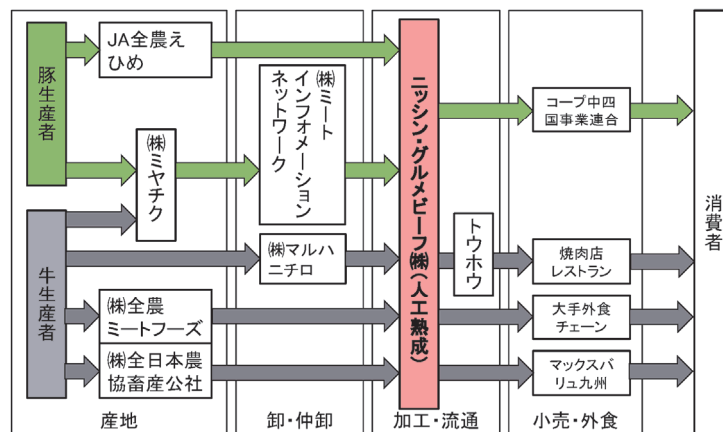 豚生産者
牛生産者
JA全農え
ひめ
㈱ミヤチク
㈱全農
ミートフーズ
㈱全日本農
協畜産公社
㈱ミート
インフォメーション
ネットワーク
㈱マルハ
ニチロ
ニッシン・グルメビーフ㈱(人工熟成)
トウホウ
コープ中四
国事業連合
焼肉店
レストラン
大手外食
チェーン
マックスバ
リュ九州
消費者
産地
卸・仲卸
加工・流通
小売・外食